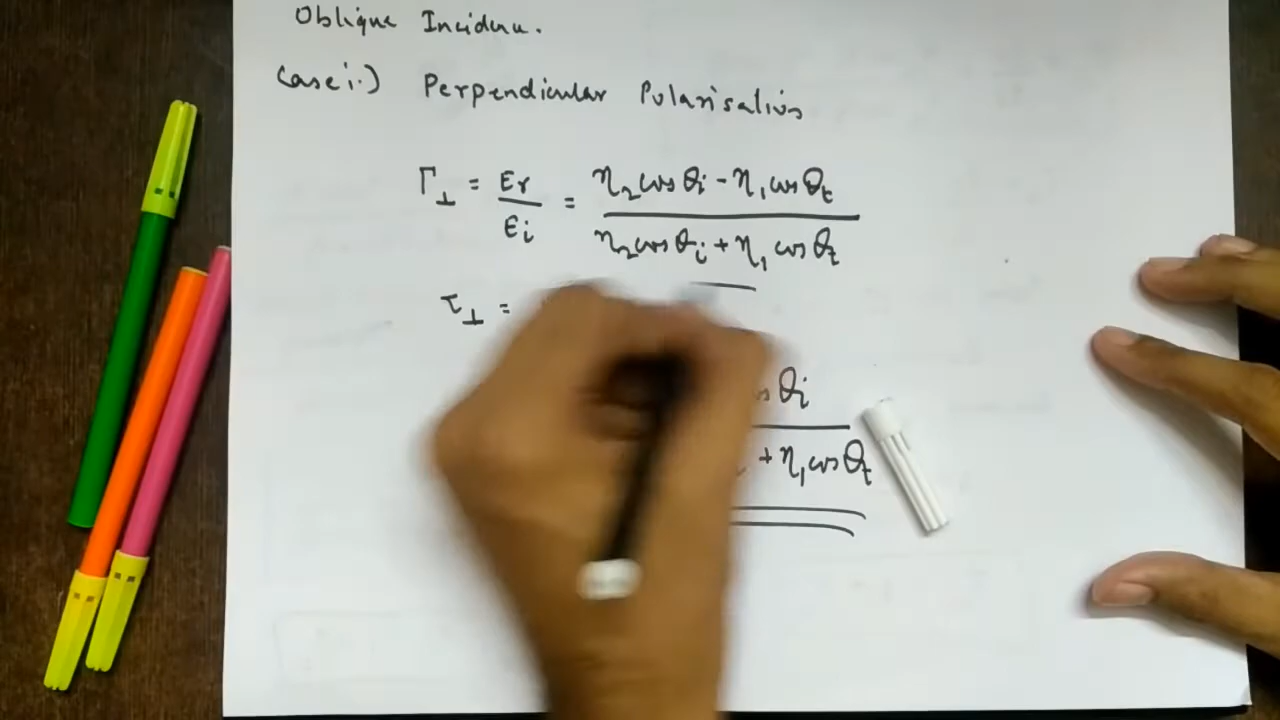 Oblique Incidence.
Case i.) Perpendicular Polarisation
Γ⊥ = Er/Ei = η2 cos θi - η1 cos θt / η2 cos θi + η1 cos θt
τ⊥ =
θi
+ η1 cos θt